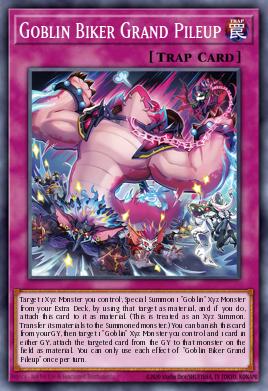 Goblin Biker Grand Pileup
TRAP
[Trap Card]
Target 1 Xyz Monster you control; Special Summon 1 "Goblin" Xyz Monster
from your Extra Deck, by using that target as material, and if you do,
attach this card to it as material. (This is treated as an Xyz Summon.
Transfer its materials to the Summoned monster.) You can banish this card
from your GY, then target 1 "Goblin" Xyz Monster you control and 1 card in
either GY; attach the targeted card from the GY to that monster on the
field as material. You can only use each effect of "Goblin Biker Grand
Pileup" once per turn.